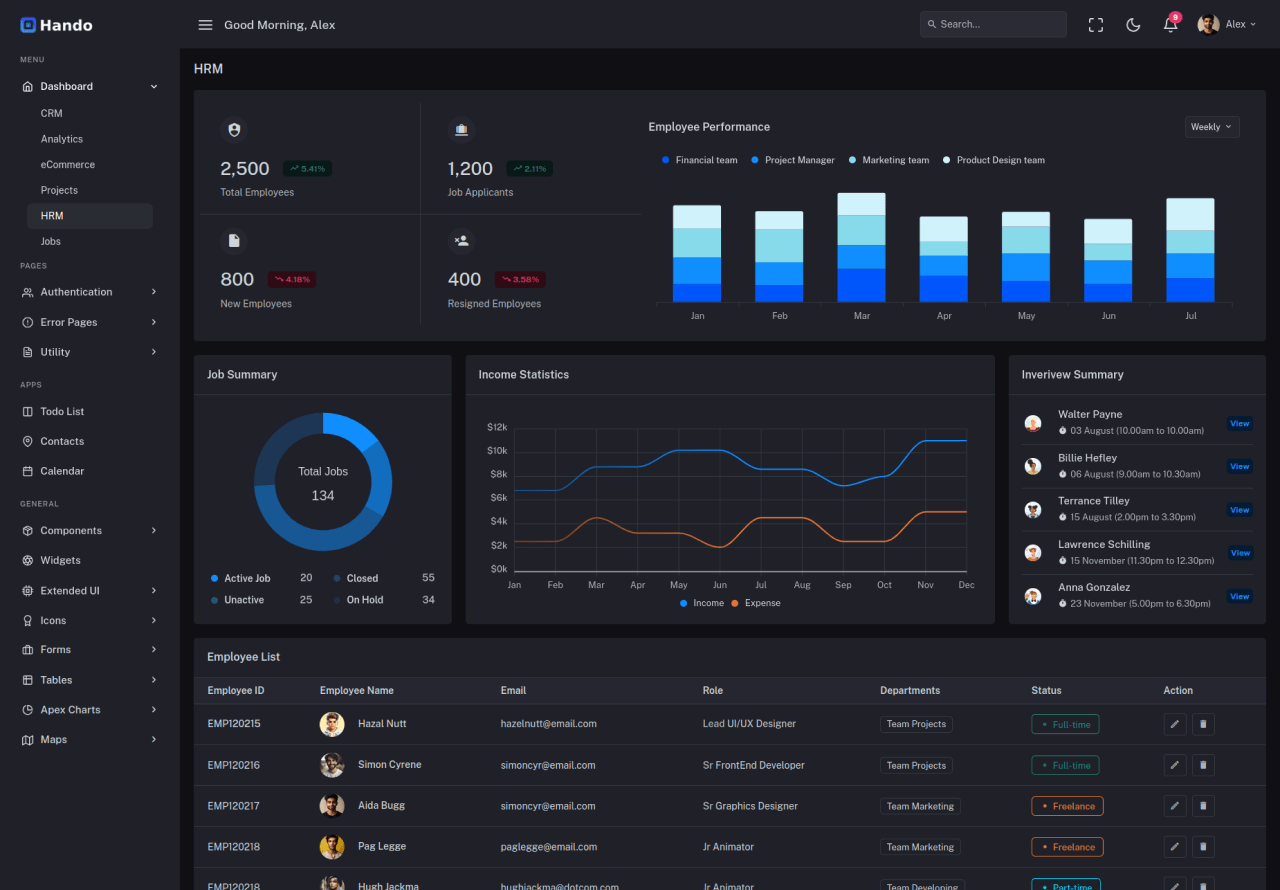 Hando
Good Morning, Alex
Search...
9
Alex
MENU
Dashboard
CRM
Analytics
eCommerce
Projects
HRM
Jobs
PAGES
Authentication
Error Pages
Utility
APPS
Todo List
Contacts
Calendar
GENERAL
Components
Widgets
Extended UI
Icons
Forms
Tables
Apex Charts
Maps
HRM
2,500 5.41%
Total Employees
1,200 2.11%
Job Applicants
800 4.18%
New Employees
400 3.58%
Resigned Employees
Employee Performance
Weekly
Financial team Project Manager Marketing team Product Design team
Jan Feb Mar Apr May Jun Jul
Job Summary
Total Jobs
134
Active Job 20 Closed 55
Unactive 25 On Hold 34
Income Statistics
$12k
$10k
$8k
$6k
$4k
$2k
$0k
Jan Feb Mar Apr May Jun Jul Aug Sep Oct Nov Dec
Income Expense
Inverivew Summary
Walter Payne
03 August (10.00am to 10.00am)
View
Billie Hefley
06 August (9.00am to 10.30am)
View
Terrance Tilley
15 August (2.00pm to 3.30pm)
View
Lawrence Schilling
15 November (11.30am to 12.30pm)
View
Anna Gonzalez
23 November (5.00pm to 6.30pm)
View
Employee List
Employee ID Employee Name Email Role Departments Status Action
EMP120215 Hazal Nutt hazelnutt@email.com Lead UI/UX Designer Team Projects Full-time
EMP120216 Simon Cyrene simoncyr@email.com Sr FrontEnd Developer Team Projects Full-time
EMP120217 Aida Bugg simoncyr@email.com Sr Graphics Designer Team Marketing Freelance
EMP120218 Pag Legge paglegge@email.com Jr Animator Team Marketing Freelance
EMP120218 Hugh Jackma hughjackma@dotcom.com Jr Animator Team Developing Part-time